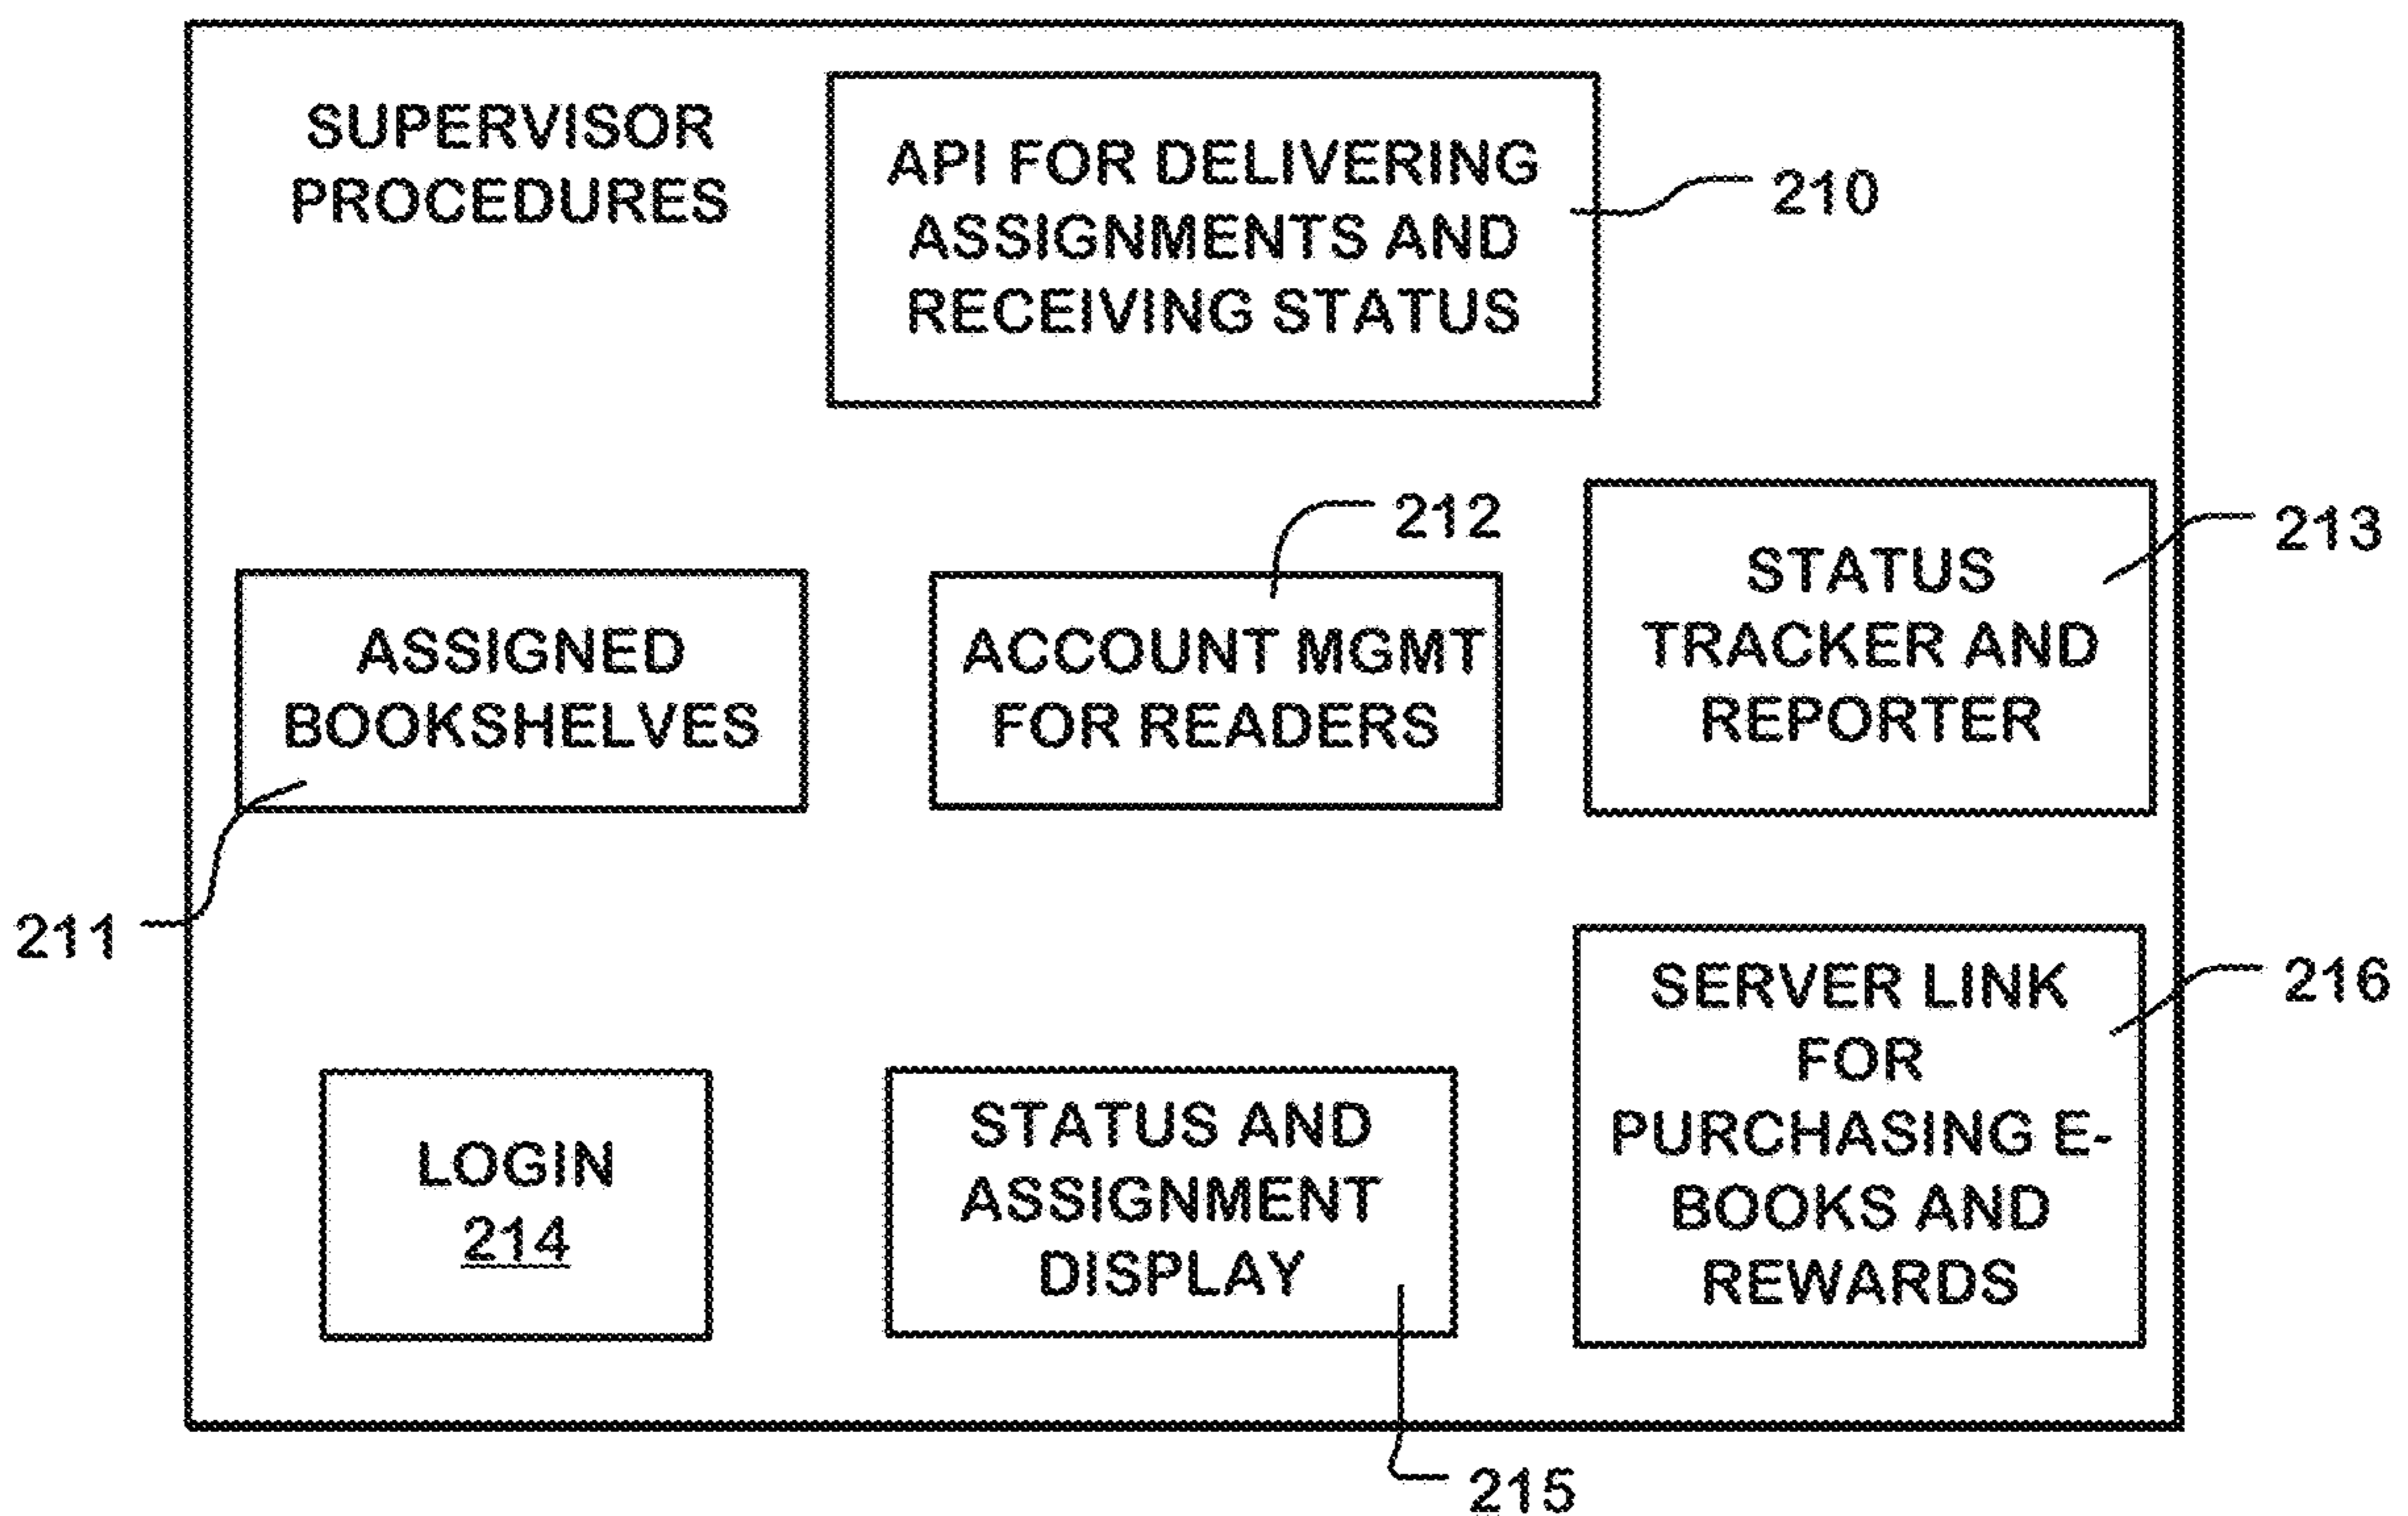 SUPERVISOR
PROCEDURES
API FOR DELIVERING
ASSIGNMENTS AND
RECEIVING STATUS
210
ASSIGNED
BOOKSHELVES
211
212
ACCOUNT MGMT
FOR READERS
213
STATUS
TRACKER AND
REPORTER
LOGIN
214
STATUS AND
ASSIGNMENT
DISPLAY
215
SERVER LINK
FOR
PURCHASING E-
BOOKS AND
REWARDS
216